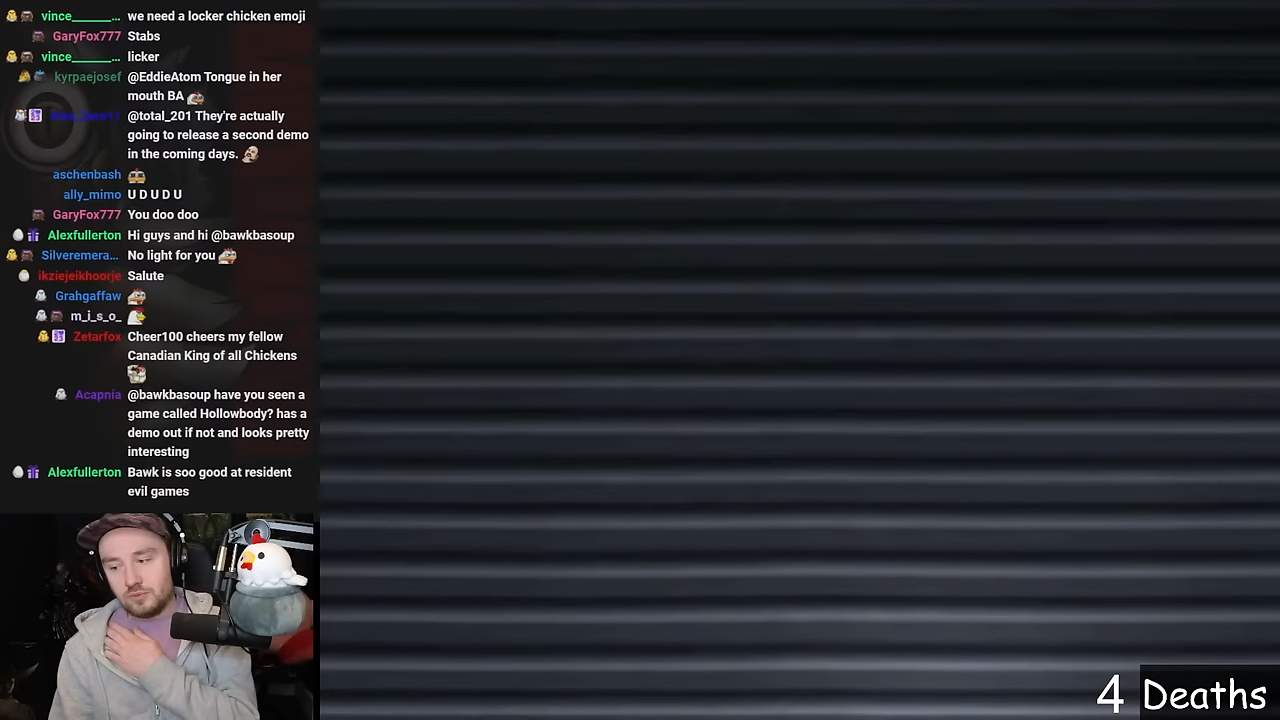 vince______… we need a locker chicken emoji
GaryFox777 Stabs
vince______… licker
kyrpaejosef @EddieAtom Tongue in her
mouth BA
@total_201 They're actually
going to release a second demo
in the coming days.
aschenbash
ally_mimo U D U D U
GaryFox777 You doo doo
Alexfullerton Hi guys and hi @bawkbasoup
Silveremera… No light for you
ikziejeikhoorje Salute
Grahgaffaw
m_i_s_o_
Zetarfox Cheer100 cheers my fellow
Canadian King of all Chickens
Acapnia @bawkbasoup have you seen a
game called Hollowbody? has a
demo out if not and looks pretty
interesting
Alexfullerton Bawk is soo good at resident
evil games
4 Deaths